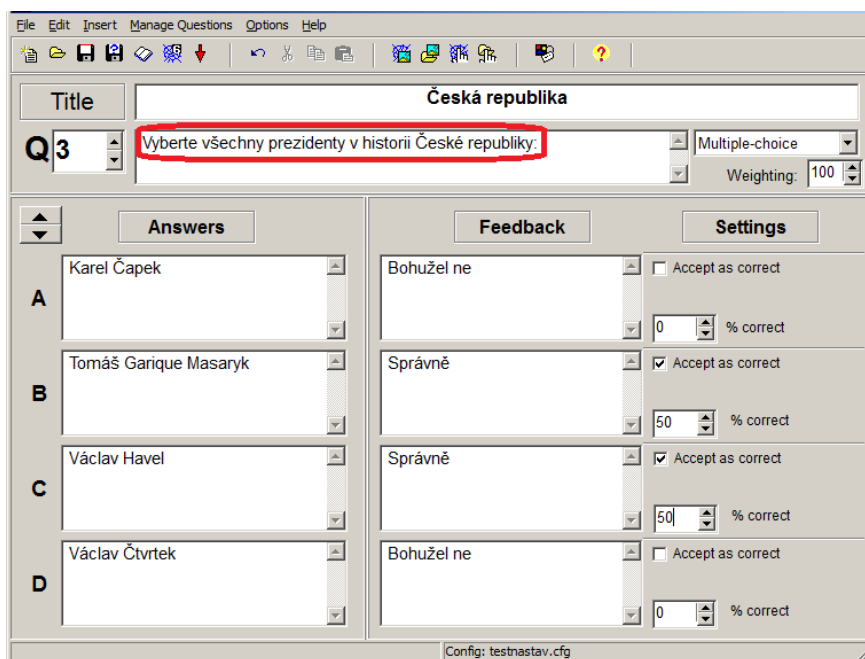 File Edit Insert Manage Questions Options Help
Title
Česká republika
Q 3
Vyberte všechny prezidenty v historii České republiky:
Multiple-choice
Weighting: 100
Answers
Feedback
Settings
A
Karel Čapek
Bohužel ne
Accept as correct
0 % correct
B
Tomáš Garique Masaryk
Správně
Accept as correct
50 % correct
C
Václav Havel
Správně
Accept as correct
50 % correct
D
Václav Čtvrtek
Bohužel ne
Accept as correct
0 % correct
Config: testnastav.cfg